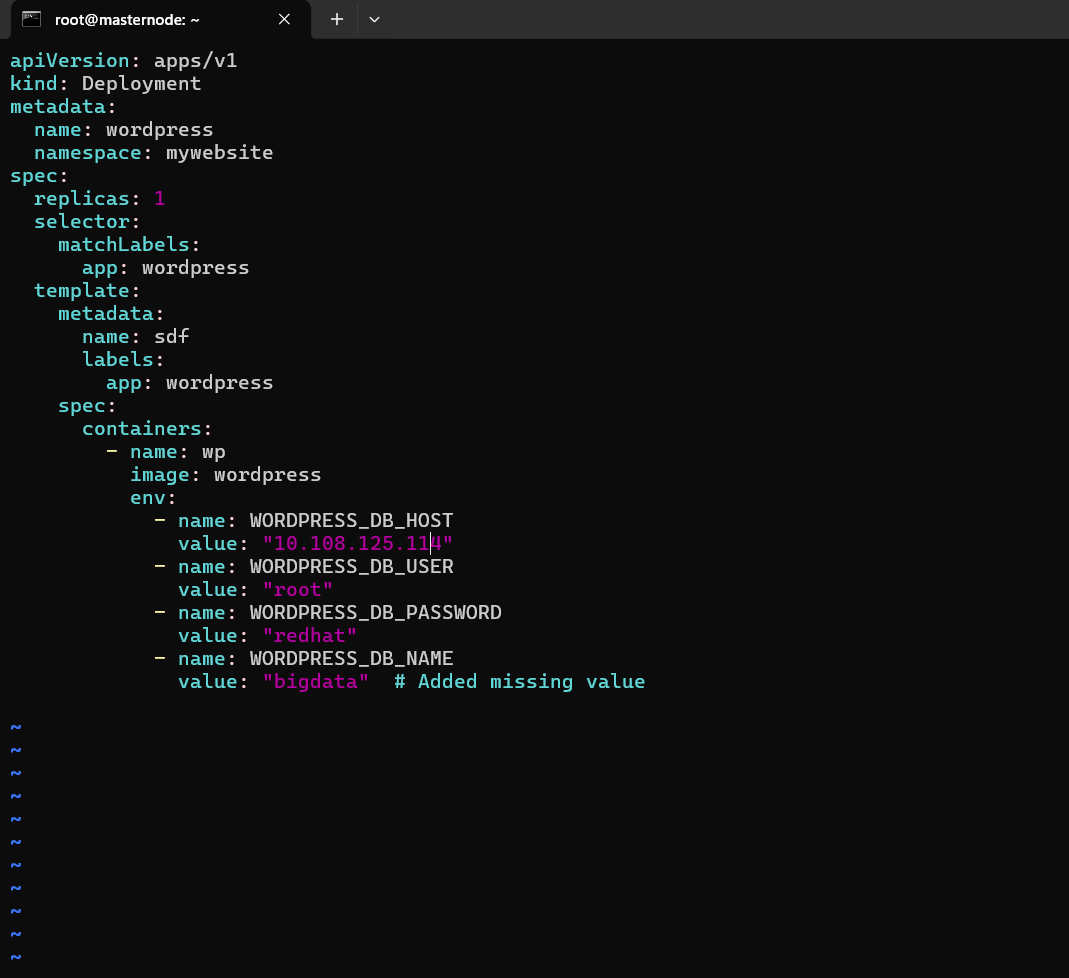 root@masternode: ~
apiVersion: apps/v1
kind: Deployment
metadata:
  name: wordpress
  namespace: mywebsite
spec:
  replicas: 1
  selector:
    matchLabels:
      app: wordpress
  template:
    metadata:
      name: sdf
      labels:
        app: wordpress
    spec:
      containers:
        - name: wp
          image: wordpress
          env:
            - name: WORDPRESS_DB_HOST
              value: "10.108.125.114"
            - name: WORDPRESS_DB_USER
              value: "root"
            - name: WORDPRESS_DB_PASSWORD
              value: "redhat"
            - name: WORDPRESS_DB_NAME
              value: "bigdata"  # Added missing value
~
~
~
~
~
~
~
~
~
~
~